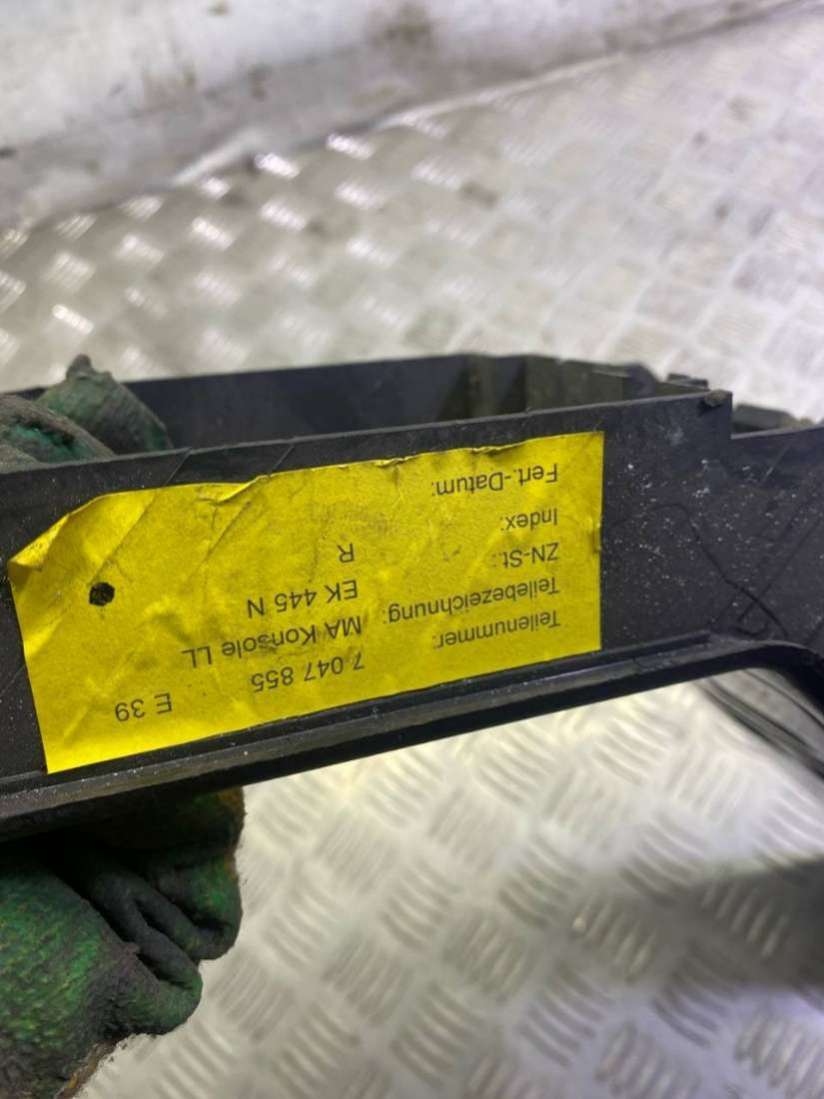 Teilenummer: 7 047 855 E 39
Teilebezeichnung: MA Konsole LL
ZN-St.: EK 445 N
Index: R
Fert.-Datum: